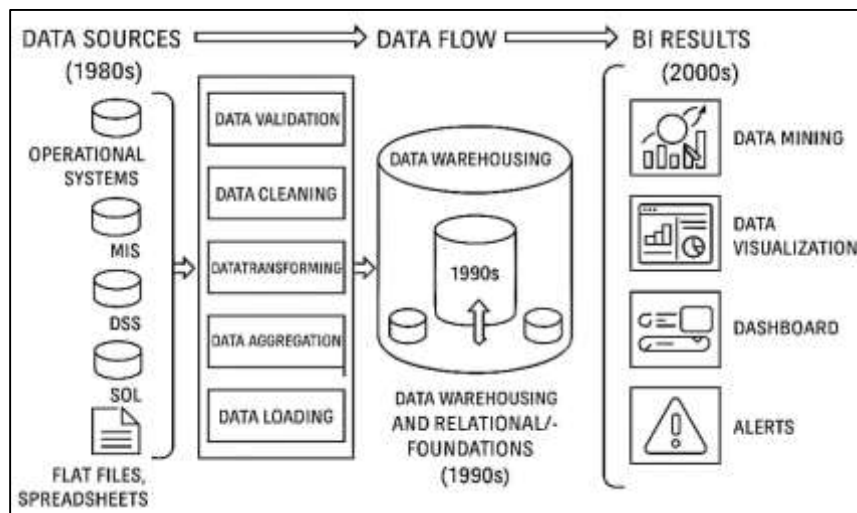 DATA SOURCES
(1980s)
DATA FLOW
BI RESULTS
(2000s)
OPERATIONAL
SYSTEMS
MIS
DSS
SOL
FLAT FILES,
SPREADSHEETS
DATA VALIDATION
DATA CLEANING
DATATRANSFORMING
DATA AGGREGATION
DATA LOADING
DATA WAREHOUSING
1990s
DATA WAREHOUSING
AND RELATIONAL/-
FOUNDATIONS
(1990s)
DATA MINING
DATA
VISUALIZATION
DASHBOARD
ALERTS